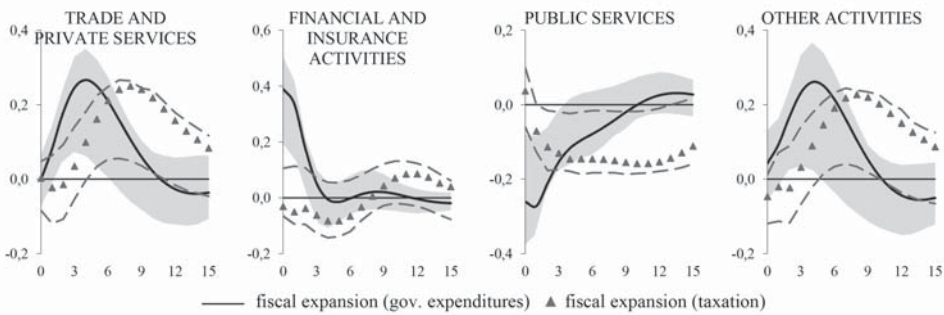 TRADE AND
PRIVATE SERVICES
0,4
0,2
0,0
-0,2
0 3 6 9 12 15
FINANCIAL AND
INSURANCE
ACTIVITIES
0,6
0,4
0,2
0,0
-0,2
0 3 6 9 12 15
PUBLIC SERVICES
0,2
0,0
-0,2
-0,4
0 3 6 9 12 15
OTHER ACTIVITIES
0,4
0,2
0,0
-0,2
0 3 6 9 12 15
fiscal expansion (gov. expenditures) fiscal expansion (taxation)